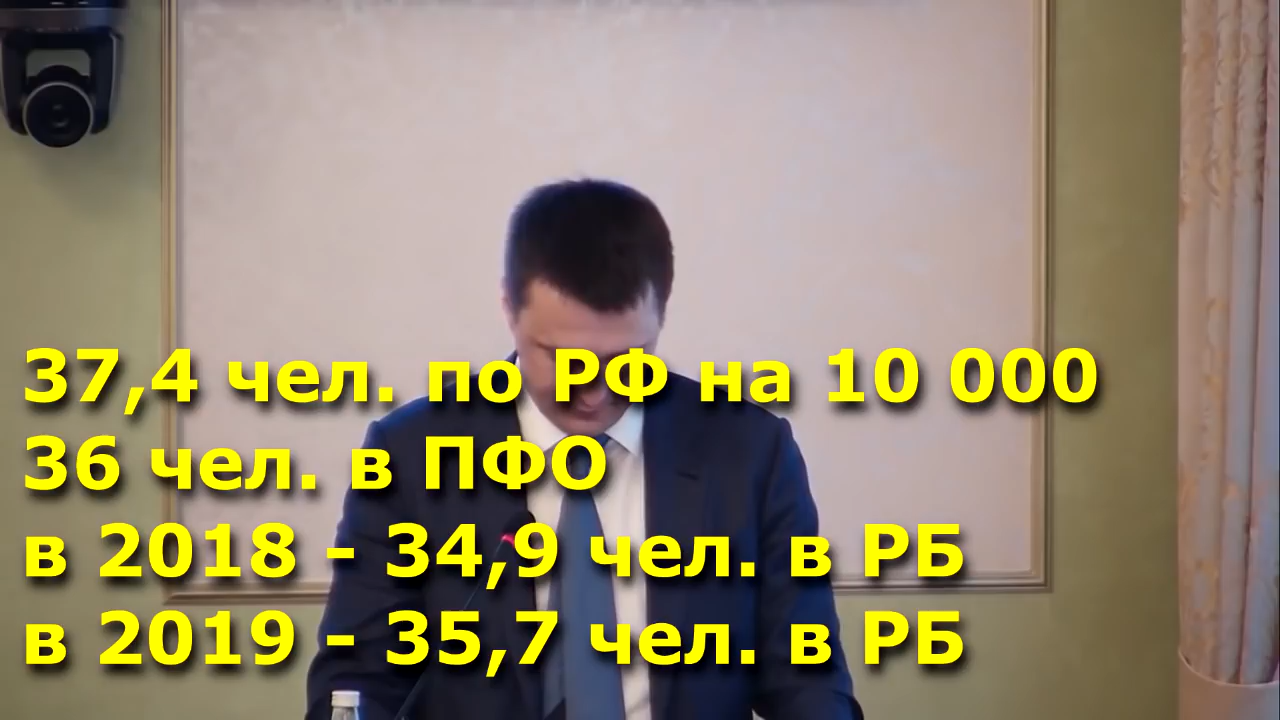 37,4 чел. по РФ на 10 000
36 чел. в ПФО
в 2018 - 34,9 чел. в РБ
в 2019 - 35,7 чел. в РБ